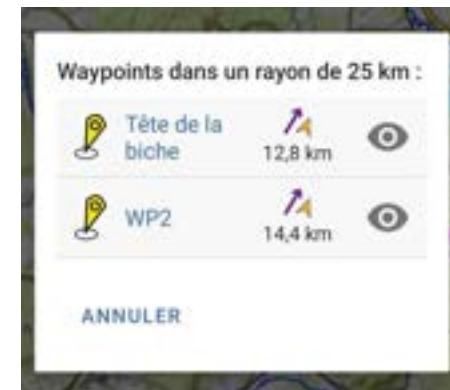 Waypoints dans un rayon de 25 km :
Tête de la
biche
12,8 km
WP2
14,4 km
ANNULER